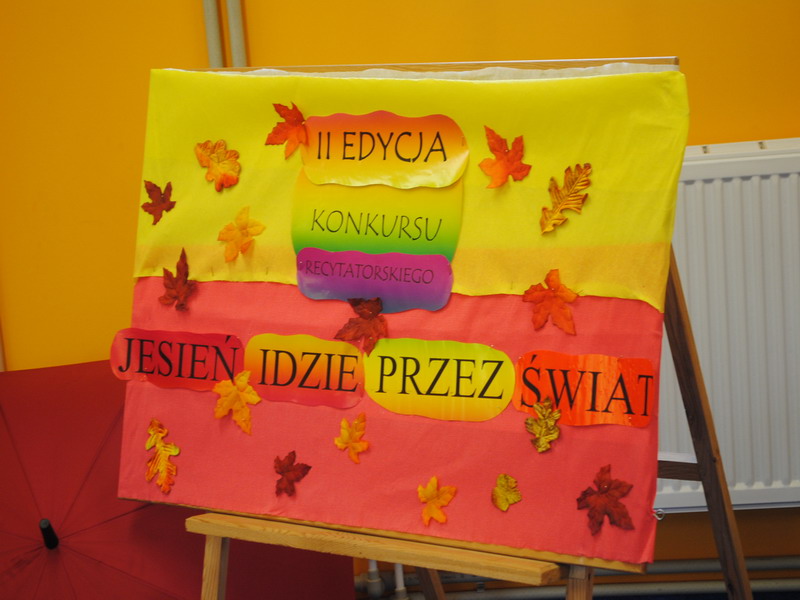 II EDYCJA
KONKURSU
RECYTATORSKIEGO
JESIEŃ IDZIE PRZEZ ŚWIAT